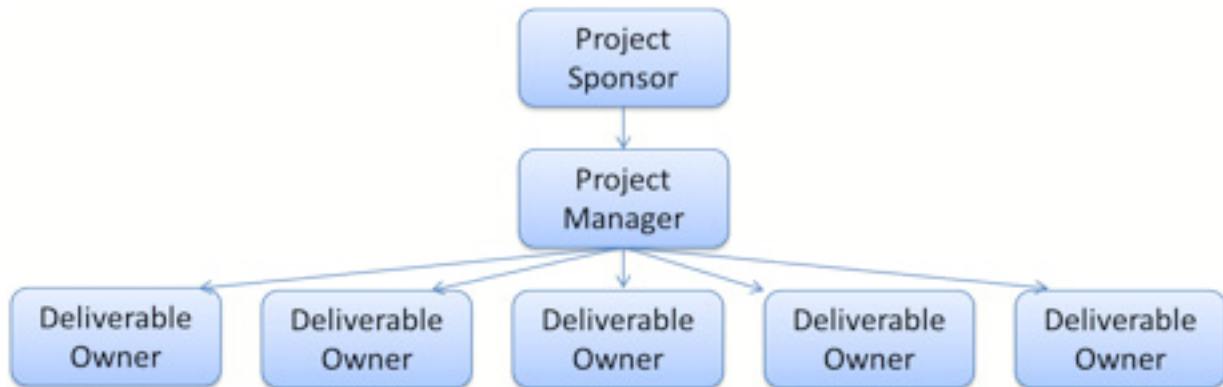 Project
Sponsor
Project
Manager
Deliverable
Owner
Deliverable
Owner
Deliverable
Owner
Deliverable
Owner
Deliverable
Owner